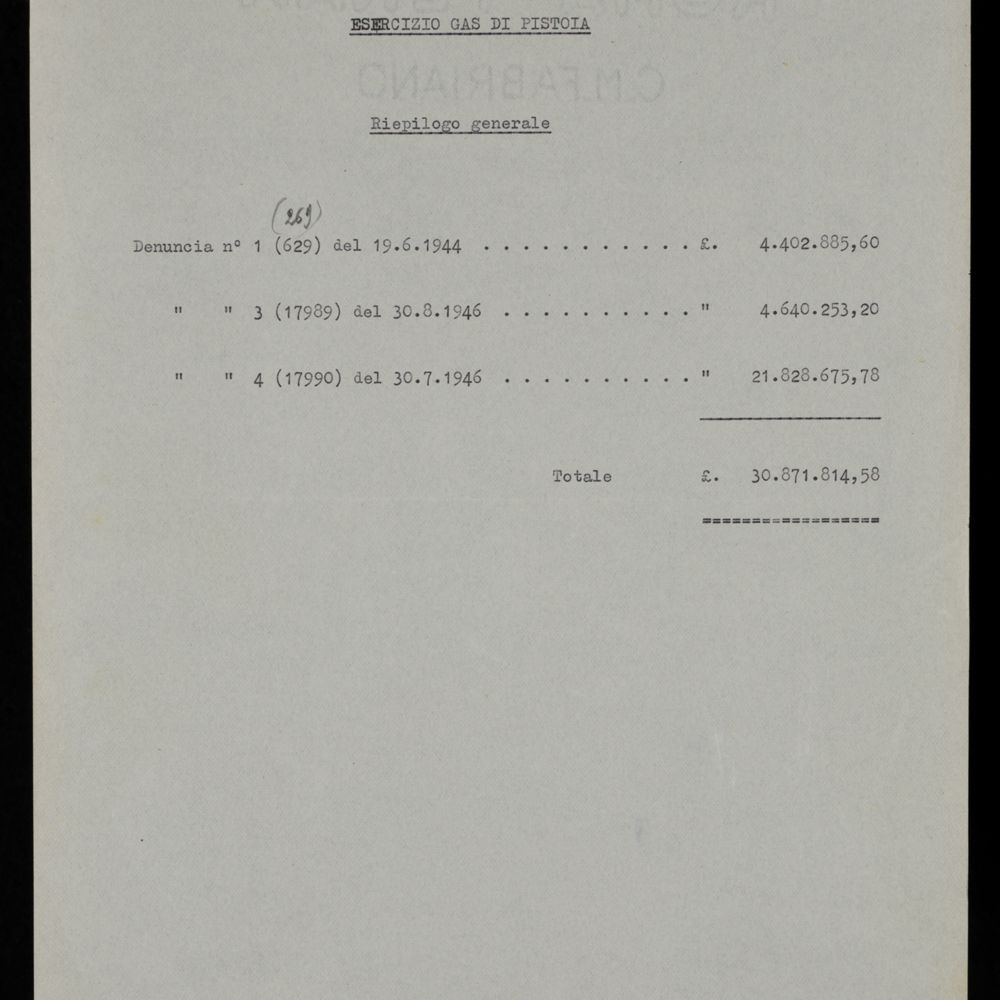 ESERCIZIO GAS DI PISTOIA
Riepilogo generale
(269)
Denuncia n° 1 (629) del 19.6.1944 . . . . . . . . . . . £. 4.402.885,60
" " 3 (17989) del 30.8.1946 . . . . . . . . . . " 4.640.253,20
" " 4 (17990) del 30.7.1946 . . . . . . . . . . " 21.828.675,78
Totale £. 30.871.814,58